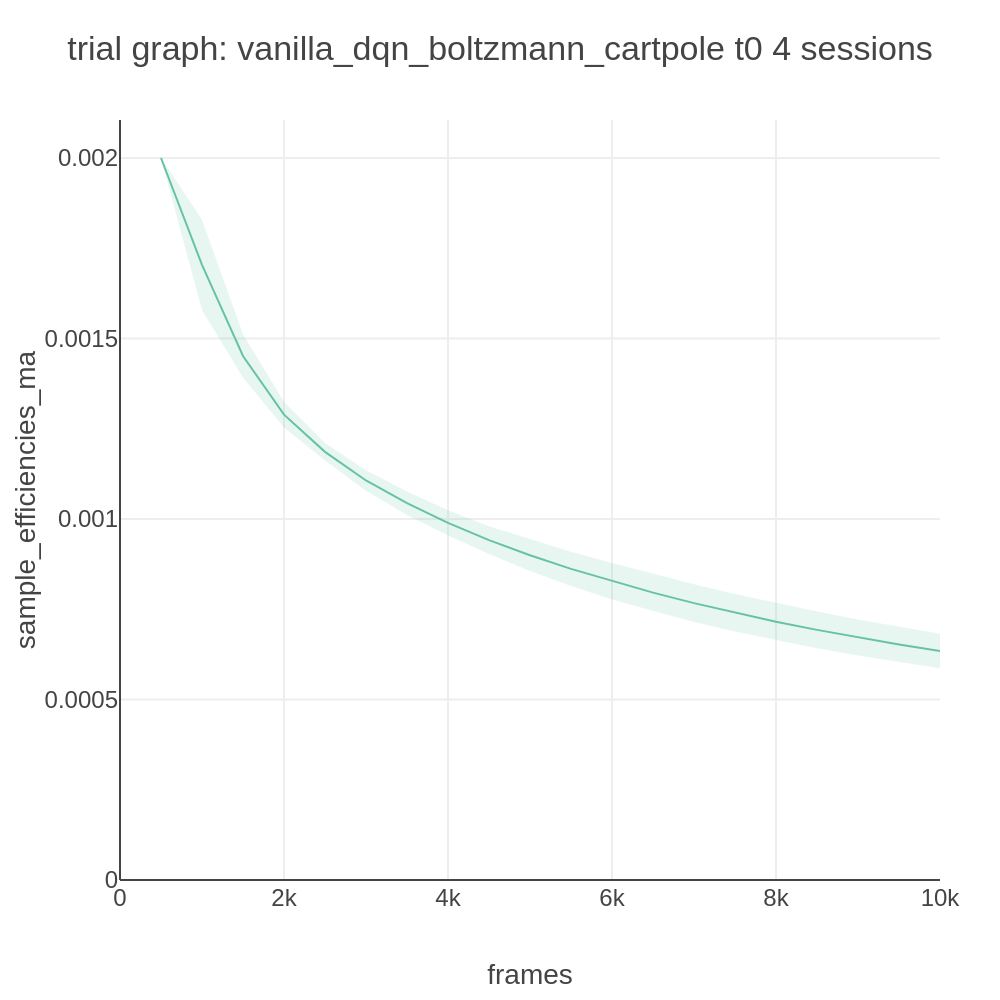 trial graph: vanilla_dqn_boltzmann_cartpole t0 4 sessions
0.002
0.0015
0.001
0.0005
0
sample_efficiencies_ma
0
2k
4k
6k
8k
10k
frames